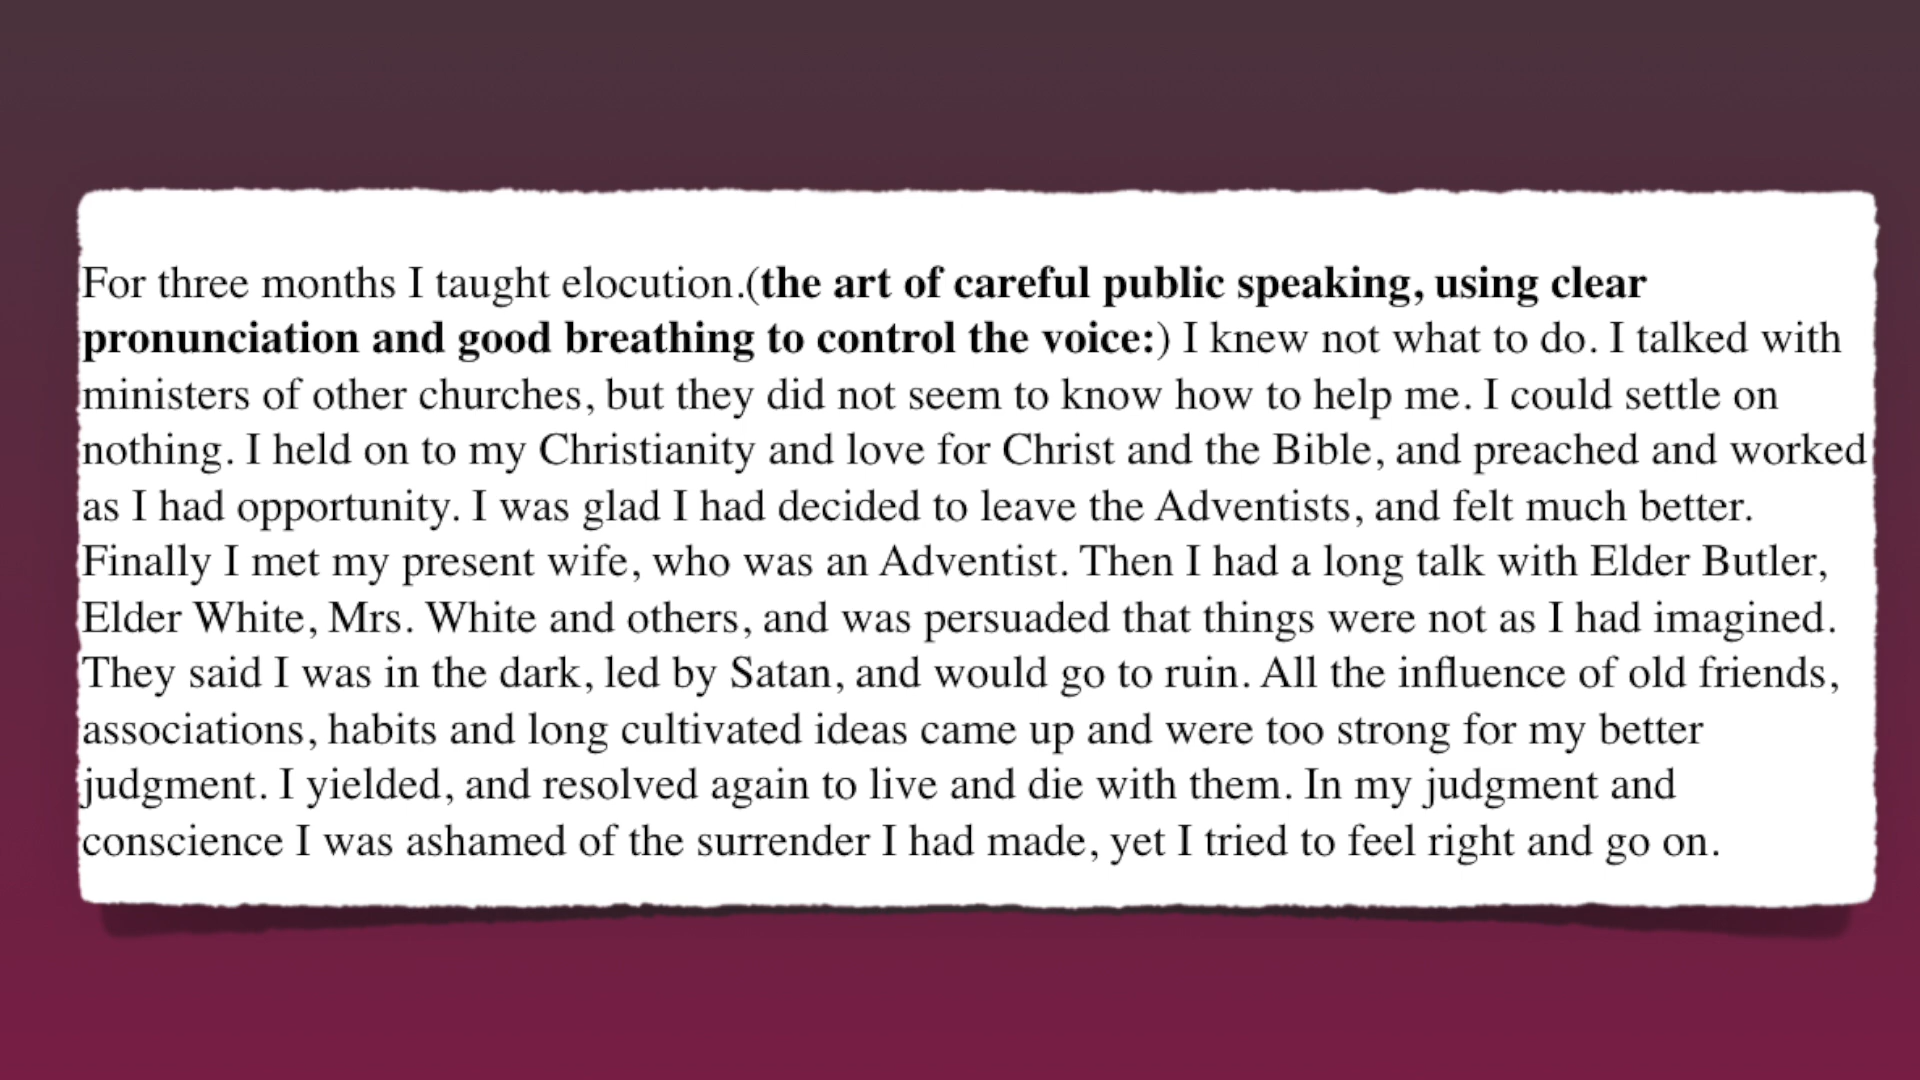 For three months I taught elocution.(the art of careful public speaking, using clear
pronunciation and good breathing to control the voice:) I knew not what to do. I talked with
ministers of other churches, but they did not seem to know how to help me. I could settle on
nothing. I held on to my Christianity and love for Christ and the Bible, and preached and worked
as I had opportunity. I was glad I had decided to leave the Adventists, and felt much better.
Finally I met my present wife, who was an Adventist. Then I had a long talk with Elder Butler,
Elder White, Mrs. White and others, and was persuaded that things were not as I had imagined.
They said I was in the dark, led by Satan, and would go to ruin. All the influence of old friends,
associations, habits and long cultivated ideas came up and were too strong for my better
judgment. I yielded, and resolved again to live and die with them. In my judgment and
conscience I was ashamed of the surrender I had made, yet I tried to feel right and go on.